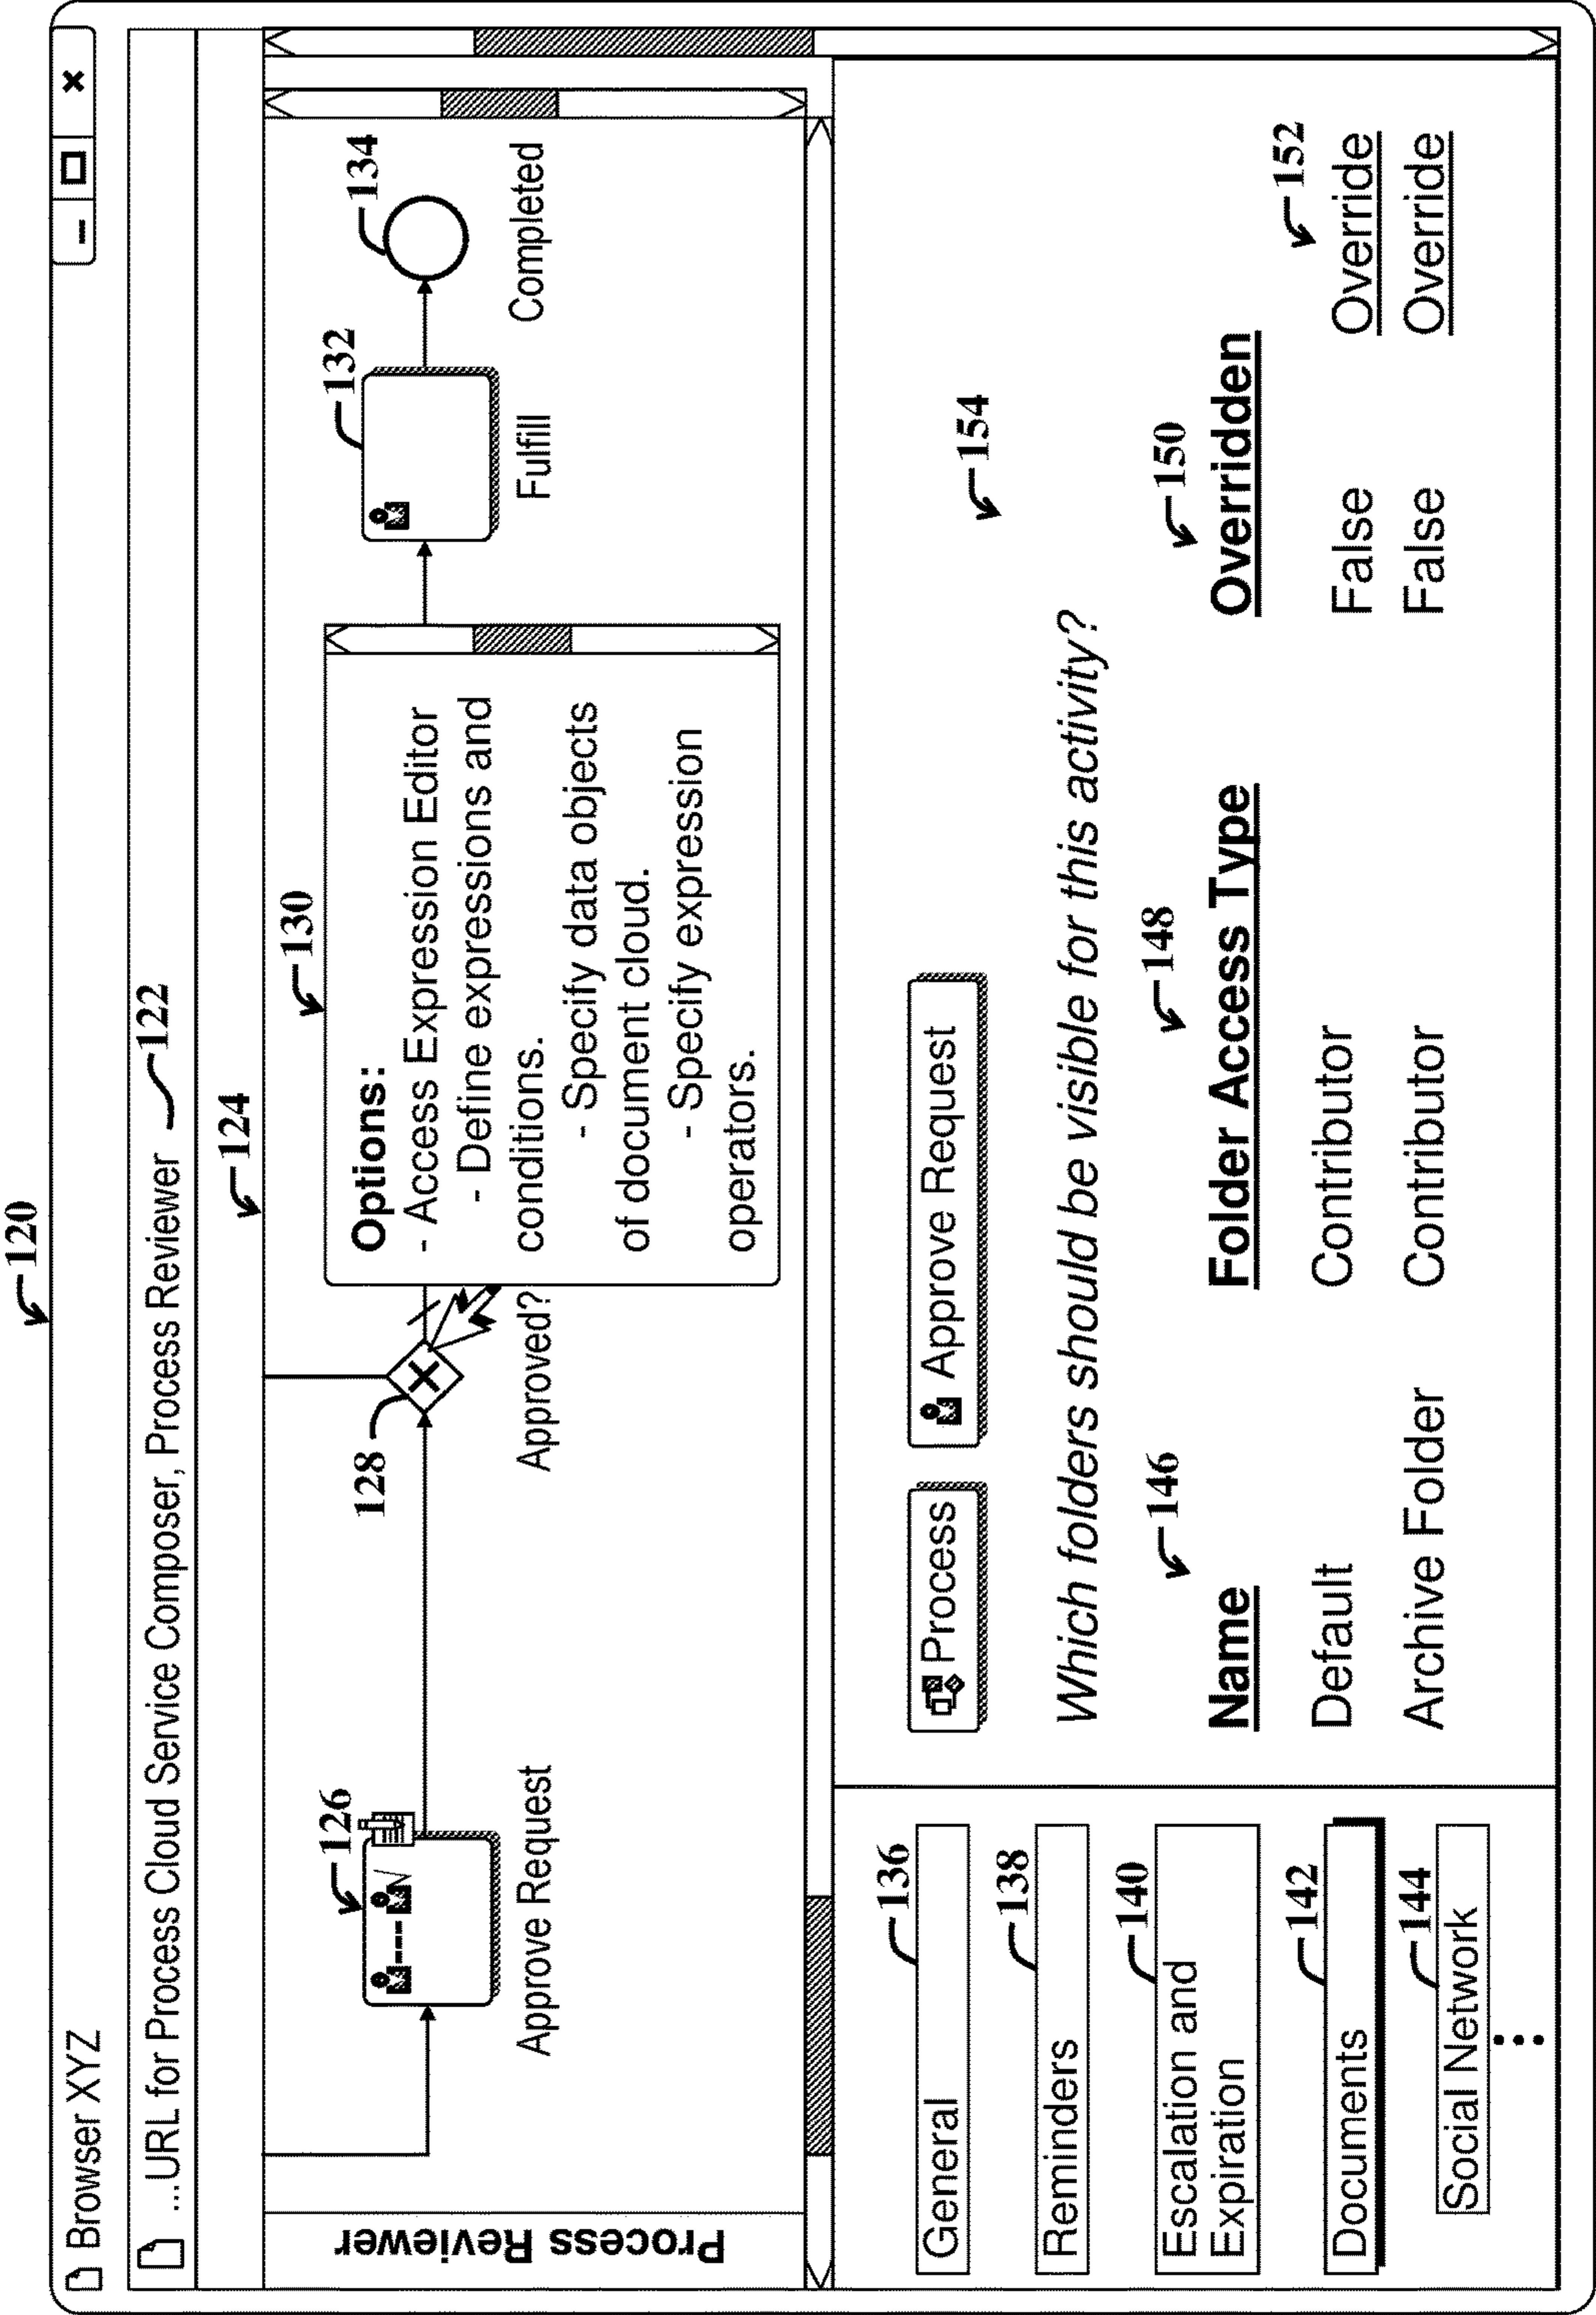 120
Browser XYZ
...URL for Process Cloud Service Composer, Process Reviewer
122
124
Process Reviewer
126
Approve Request
128
Approved?
130
Options:
- Access Expression Editor
- Define expressions and
conditions.
- Specify data objects
of document cloud.
- Specify expression
operators.
132
Fulfill
134
Completed
136
General
138
Reminders
140
Escalation and
Expiration
142
Documents
144
Social Network
Process
Approve Request
154
Which folders should be visible for this activity?
146
148
150
152
Name Folder Access Type Overridden
Default Contributor False Override
Archive Folder Contributor False Override